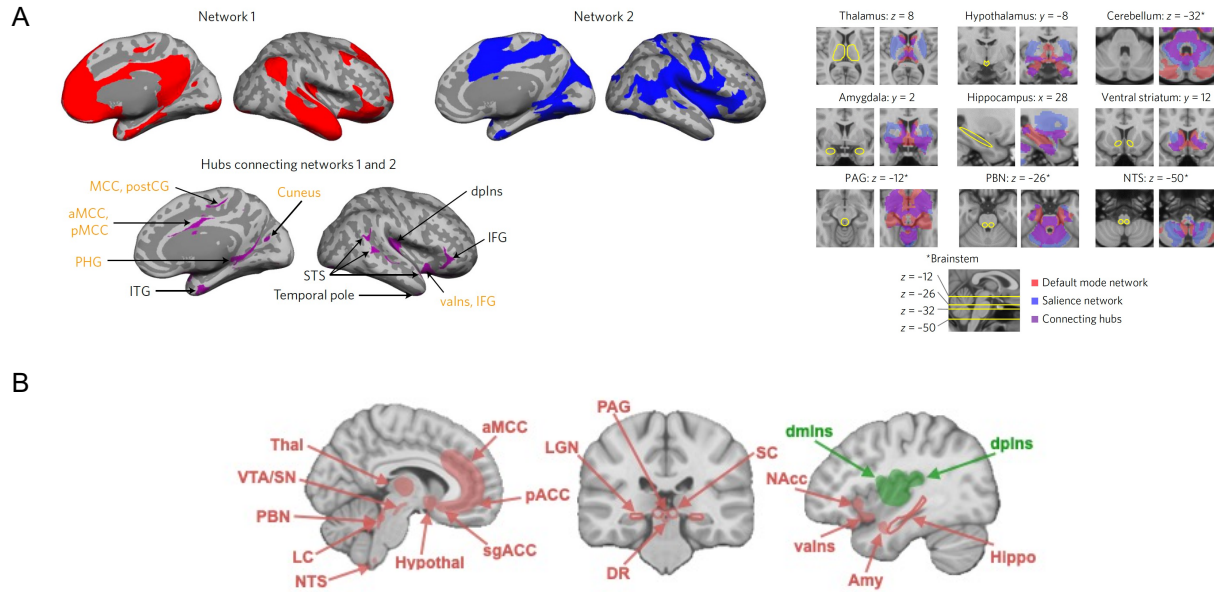 A
Network 1
Network 2
Hubs connecting networks 1 and 2
MCC, postCG
aMCC,
pMCC
PHG
ITG
Cuneus
dpIns
IFG
STS
Temporal pole
vaIns, IFG
Thalamus: z = 8
Hypothalamus: y = –8
Cerebellum: z = –32*
Amygdala: y = 2
Hippocampus: x = 28
Ventral striatum: y = 12
PAG: z = –12*
PBN: z = –26*
NTS: z = –50*
*Brainstem
z = –12
z = –26
z = –32
z = –50
Default mode network
Salience network
Connecting hubs
B
Thal
VTA/SN
PBN
LC
NTS
aMCC
pACC
sgACC
Hypothal
PAG
LGN
SC
DR
dmIns
dpIns
NAcc
vaIns
Amy
Hippo